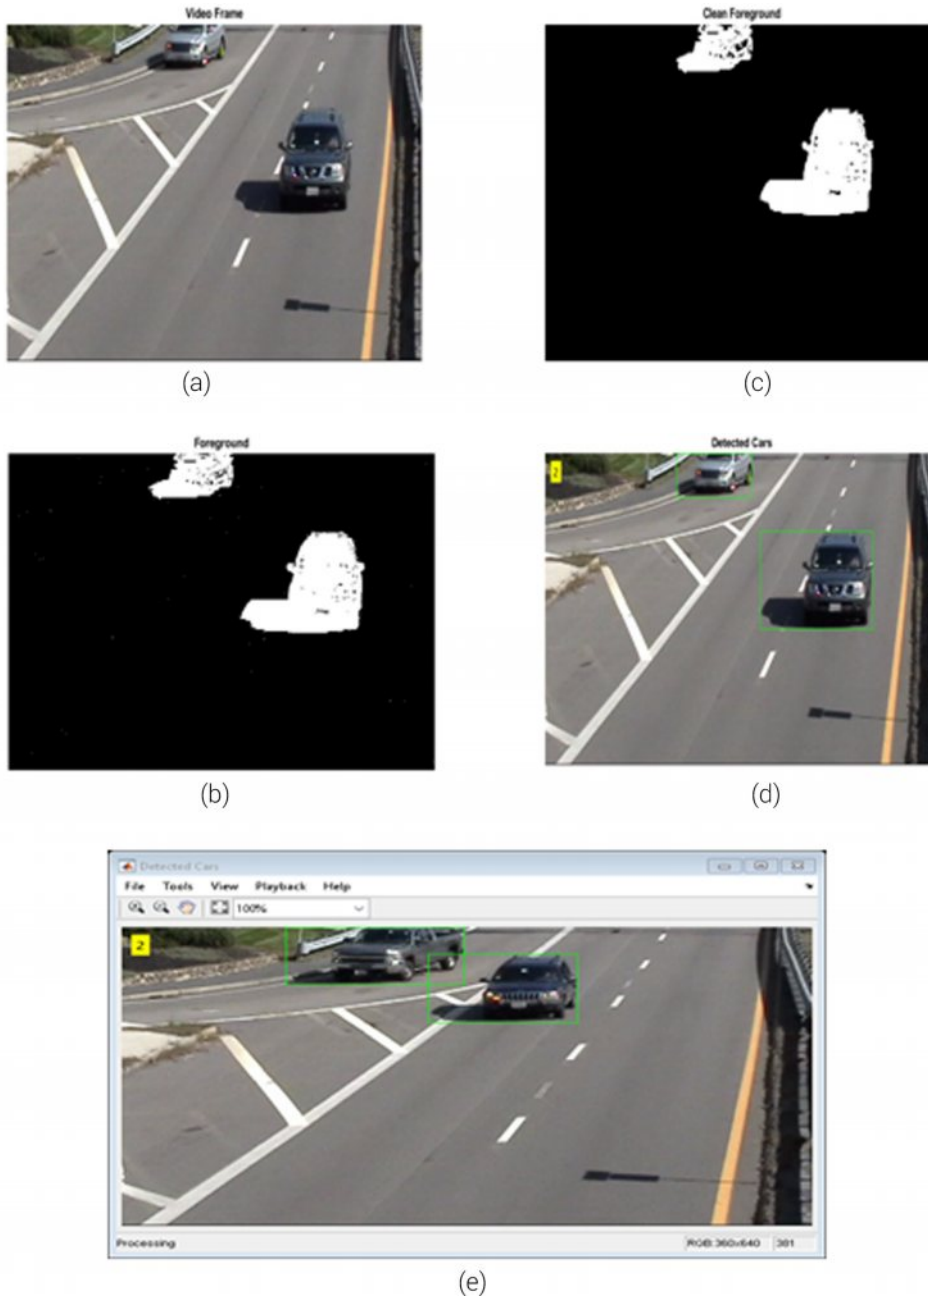 Video Frame
Clean Foreground
(a)
(c)
Foreground
Detected Cars
2
(b)
(d)
Detected Cars
File Tools View Playback Help
100%
2
Processing
RGB:360x640 381
(e)